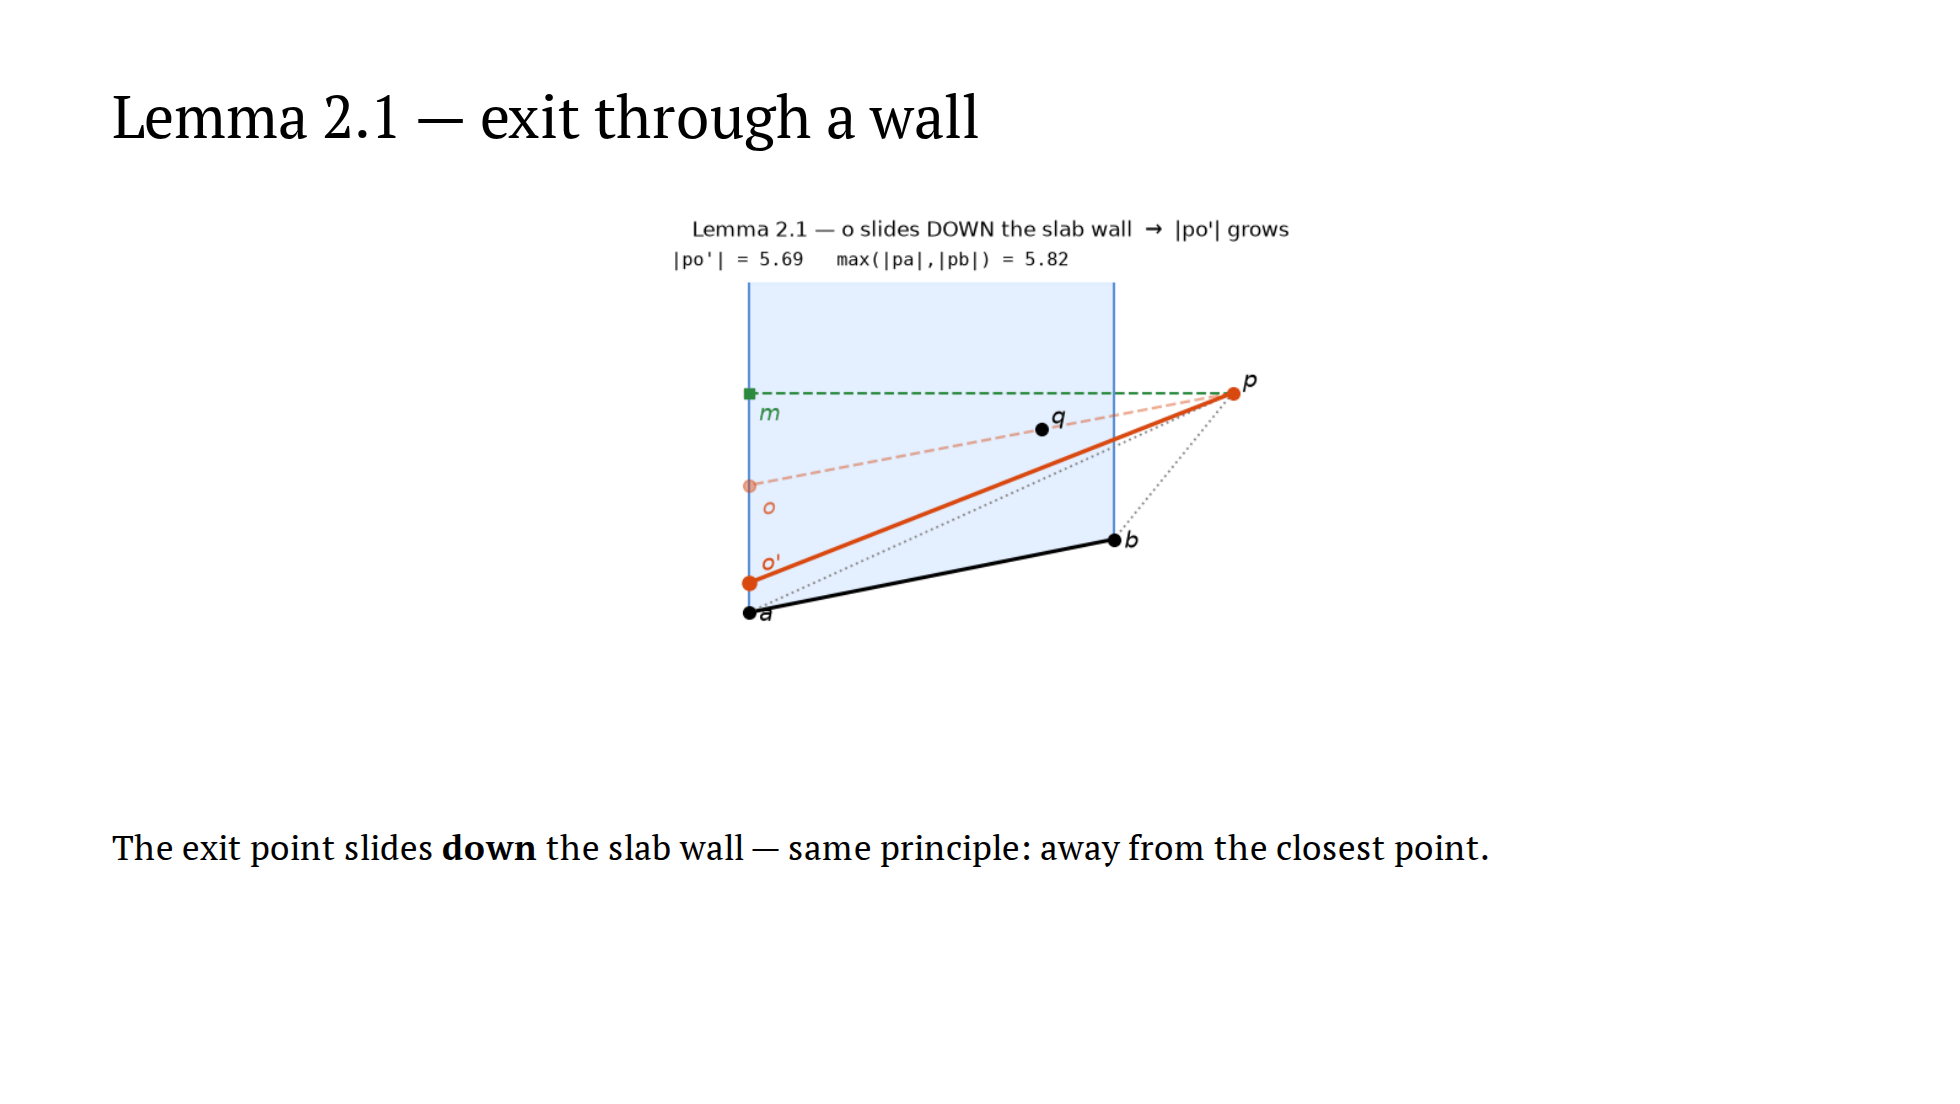 Lemma 2.1 — exit through a wall
Lemma 2.1 — o slides DOWN the slab wall → |po'| grows
|po'| = 5.69   max(|pa|,|pb|) = 5.82
p
m
q
o
b
o'
a
The exit point slides down the slab wall — same principle: away from the closest point.